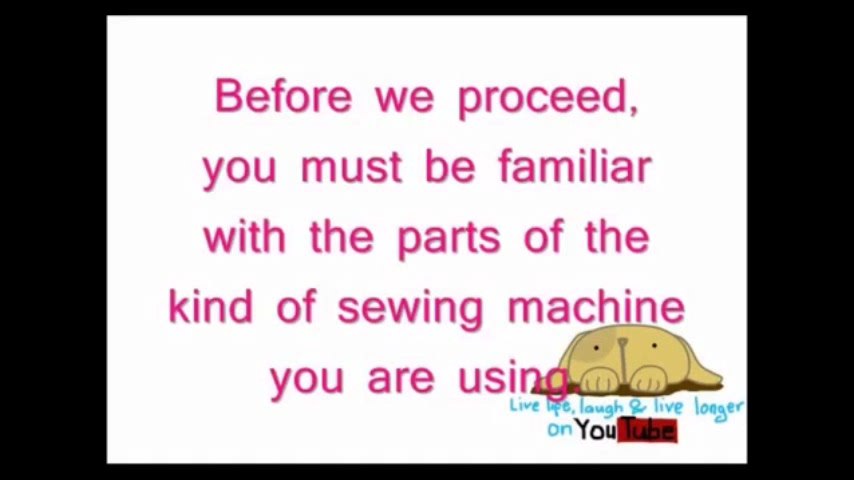 Before we proceed,
you must be familiar
with the parts of the
kind of sewing machine
you are using.
Live life, laugh & live longer
on YouTube